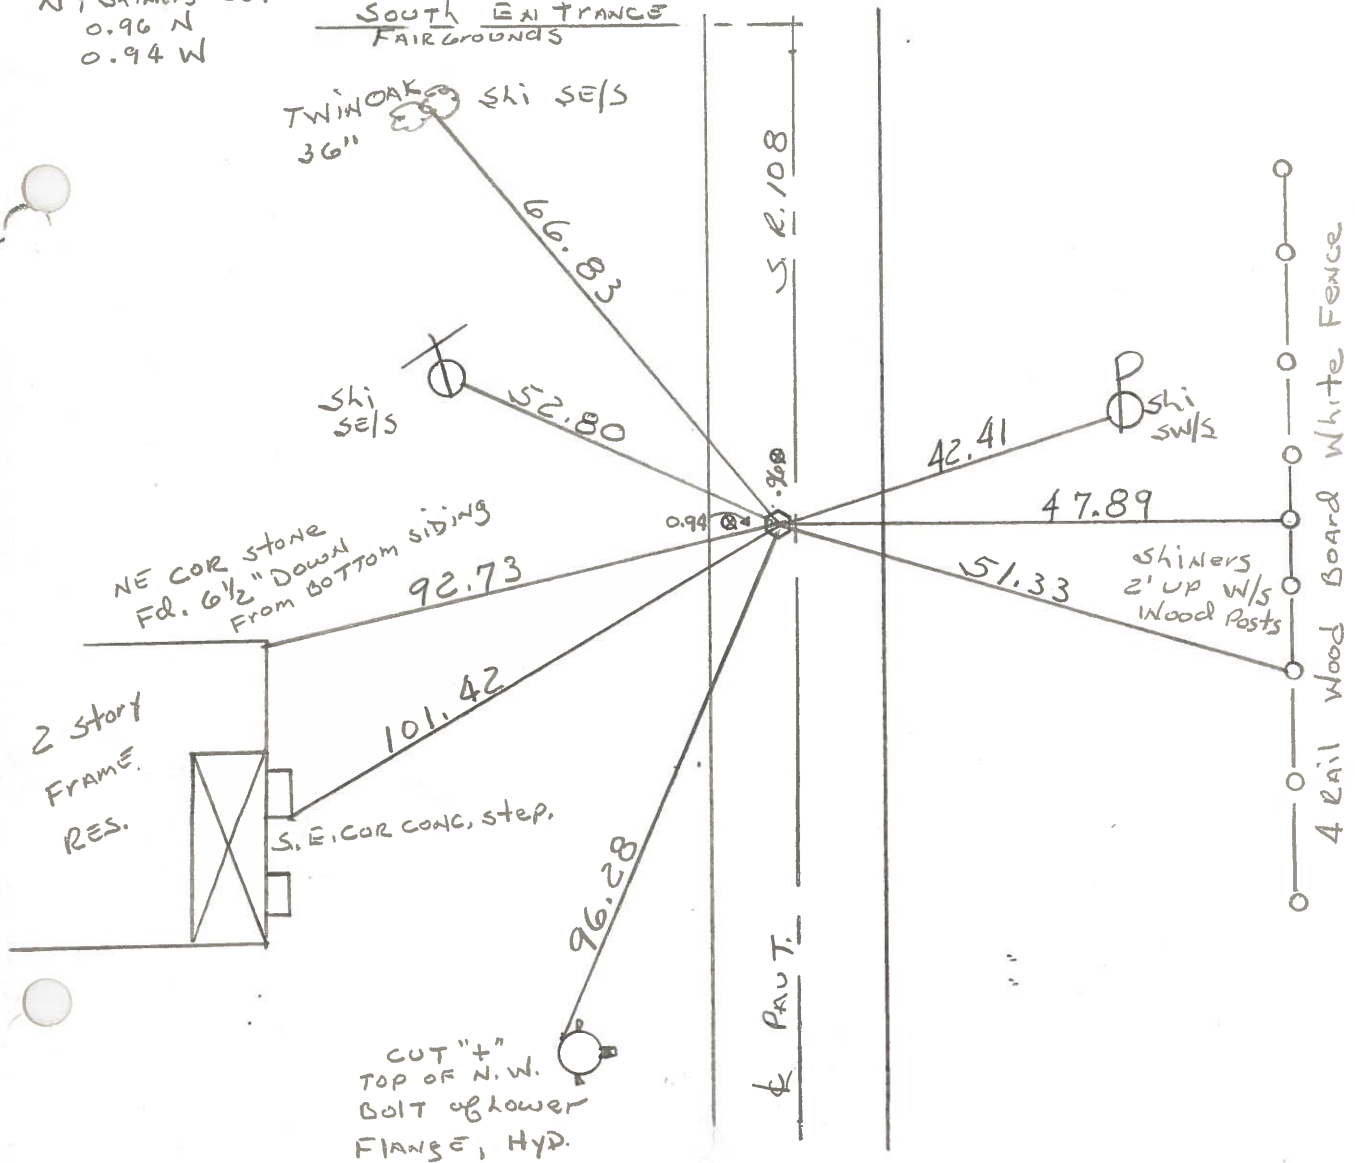 0.96 N
0.94 W
South Entrance
Fairgrounds
TWIN OAK
36"
Shi SE/S
66.83
S.R. 108
Shi
SE/S
52.80
Shi
SW/S
42.41
.96
0.94
47.89
51.33
Shiners
2' UP W/S
Wood Posts
4 Rail Wood Board White Fence
NE COR Stone
Fd. 6½" Down
From Bottom Siding
92.73
101.42
2 Story
Frame
RES.
S.E. COR CONC. Step.
96.28
CUT "+"
TOP OF N.W.
Bolt of Lower
Flange, Hyd.
℄ PAVT.